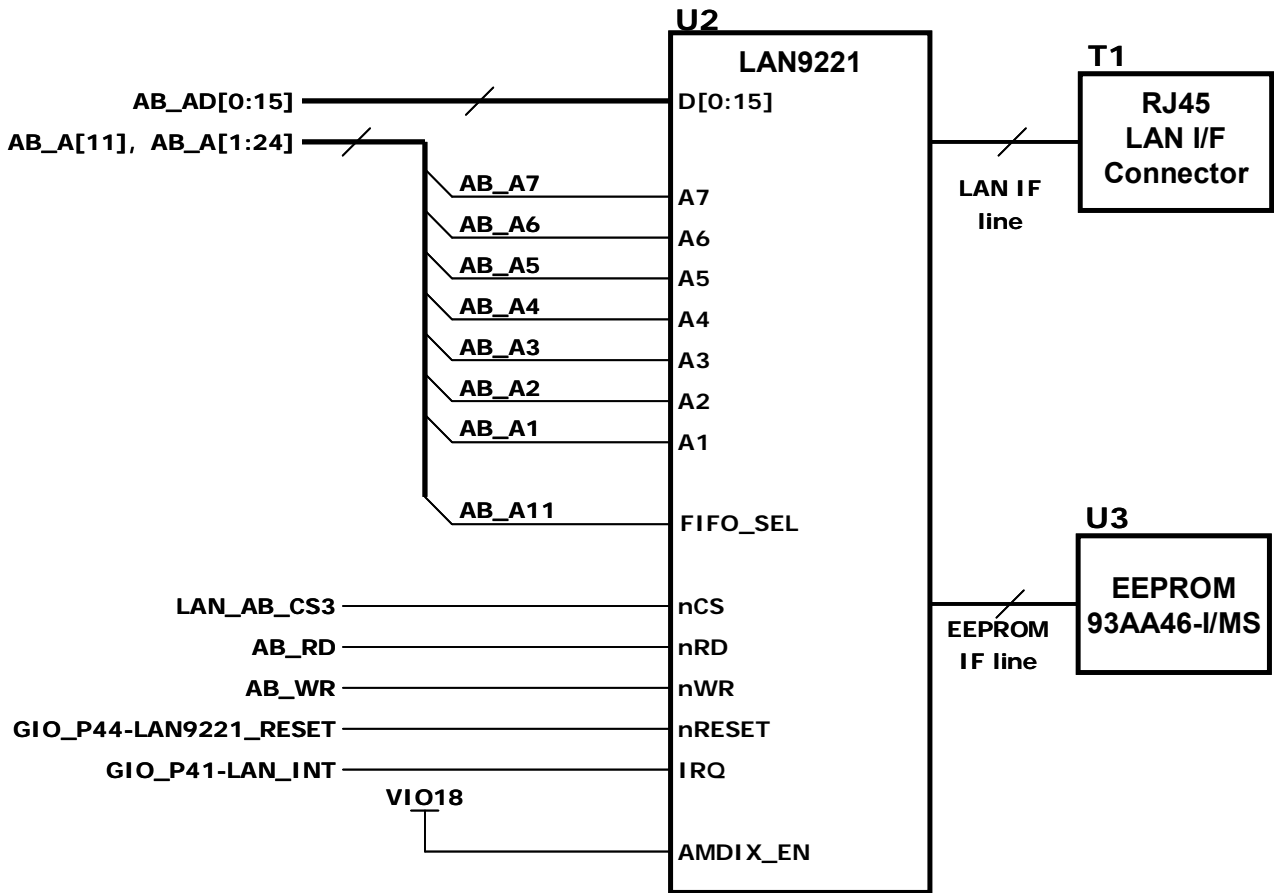 U2
LAN9221
AB_AD[0:15]
D[0:15]
AB_A[11], AB_A[1:24]
AB_A7
A7
AB_A6
A6
AB_A5
A5
AB_A4
A4
AB_A3
A3
AB_A2
A2
AB_A1
A1
AB_A11
FIFO_SEL
LAN_AB_CS3
nCS
AB_RD
nRD
AB_WR
nWR
GIO_P44-LAN9221_RESET
nRESET
GIO_P41-LAN_INT
IRQ
VIO18
AMDIX_EN
T1
RJ45
LAN I/F
Connector
LAN IF
line
U3
EEPROM
93AA46-I/MS
EEPROM
IF line